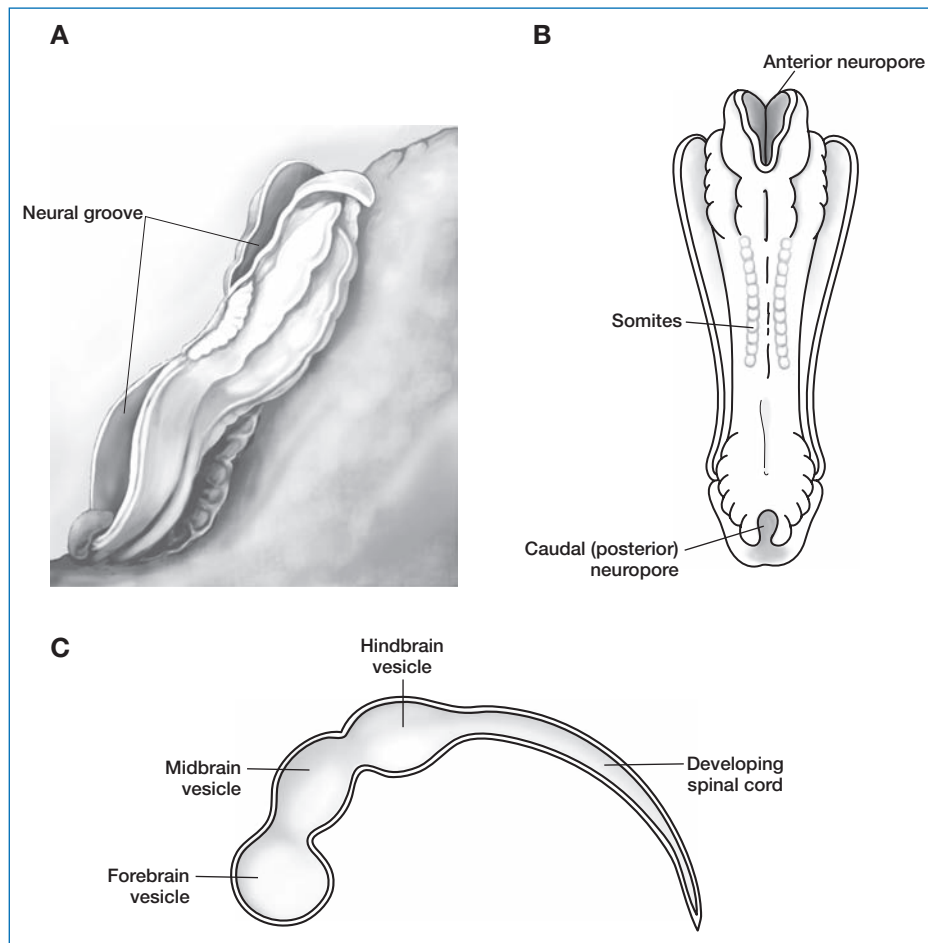 A
Neural groove
B
Anterior neuropore
Somites
Caudal (posterior)
neuropore
C
Hindbrain
vesicle
Midbrain
vesicle
Developing
spinal cord
Forebrain
vesicle